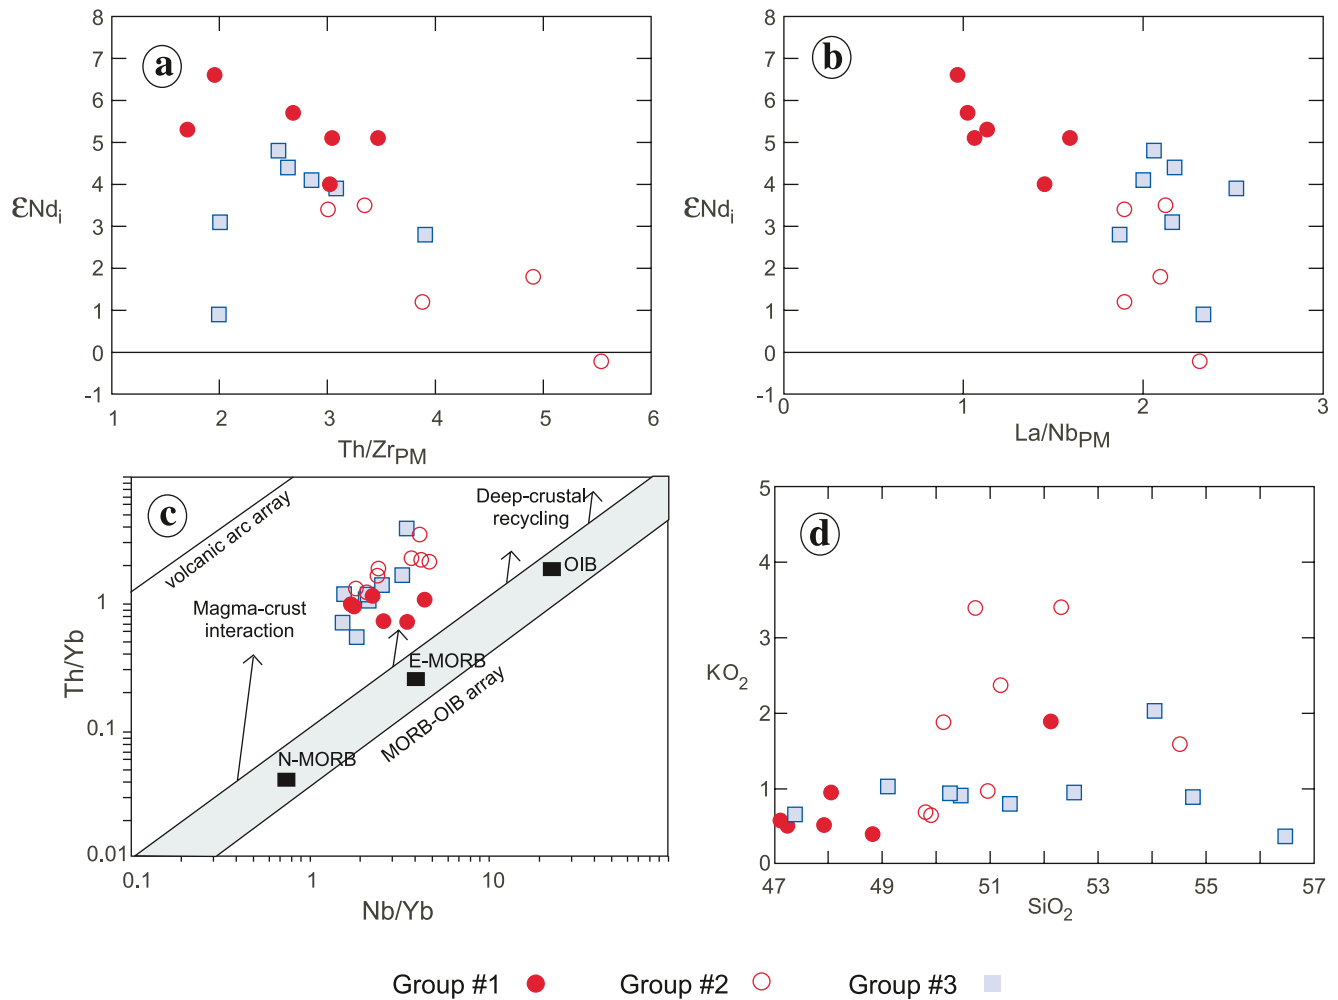 8
7
6
5
4
3
2
1
0
-1
a
εNdi
1
2
3
4
5
6
Th/ZrPM
8
7
6
5
4
3
2
1
0
-1
b
εNdi
0
1
2
3
La/NbPM
c
volcanic arc array
Deep-crustal
recycling
OIB
Magma-crust
interaction
E-MORB
MORB-OIB array
N-MORB
1
0.1
0.01
Th/Yb
0.1
1
10
Nb/Yb
5
4
3
2
1
0
d
KO2
47
49
51
53
55
57
SiO2
Group #1
Group #2
Group #3